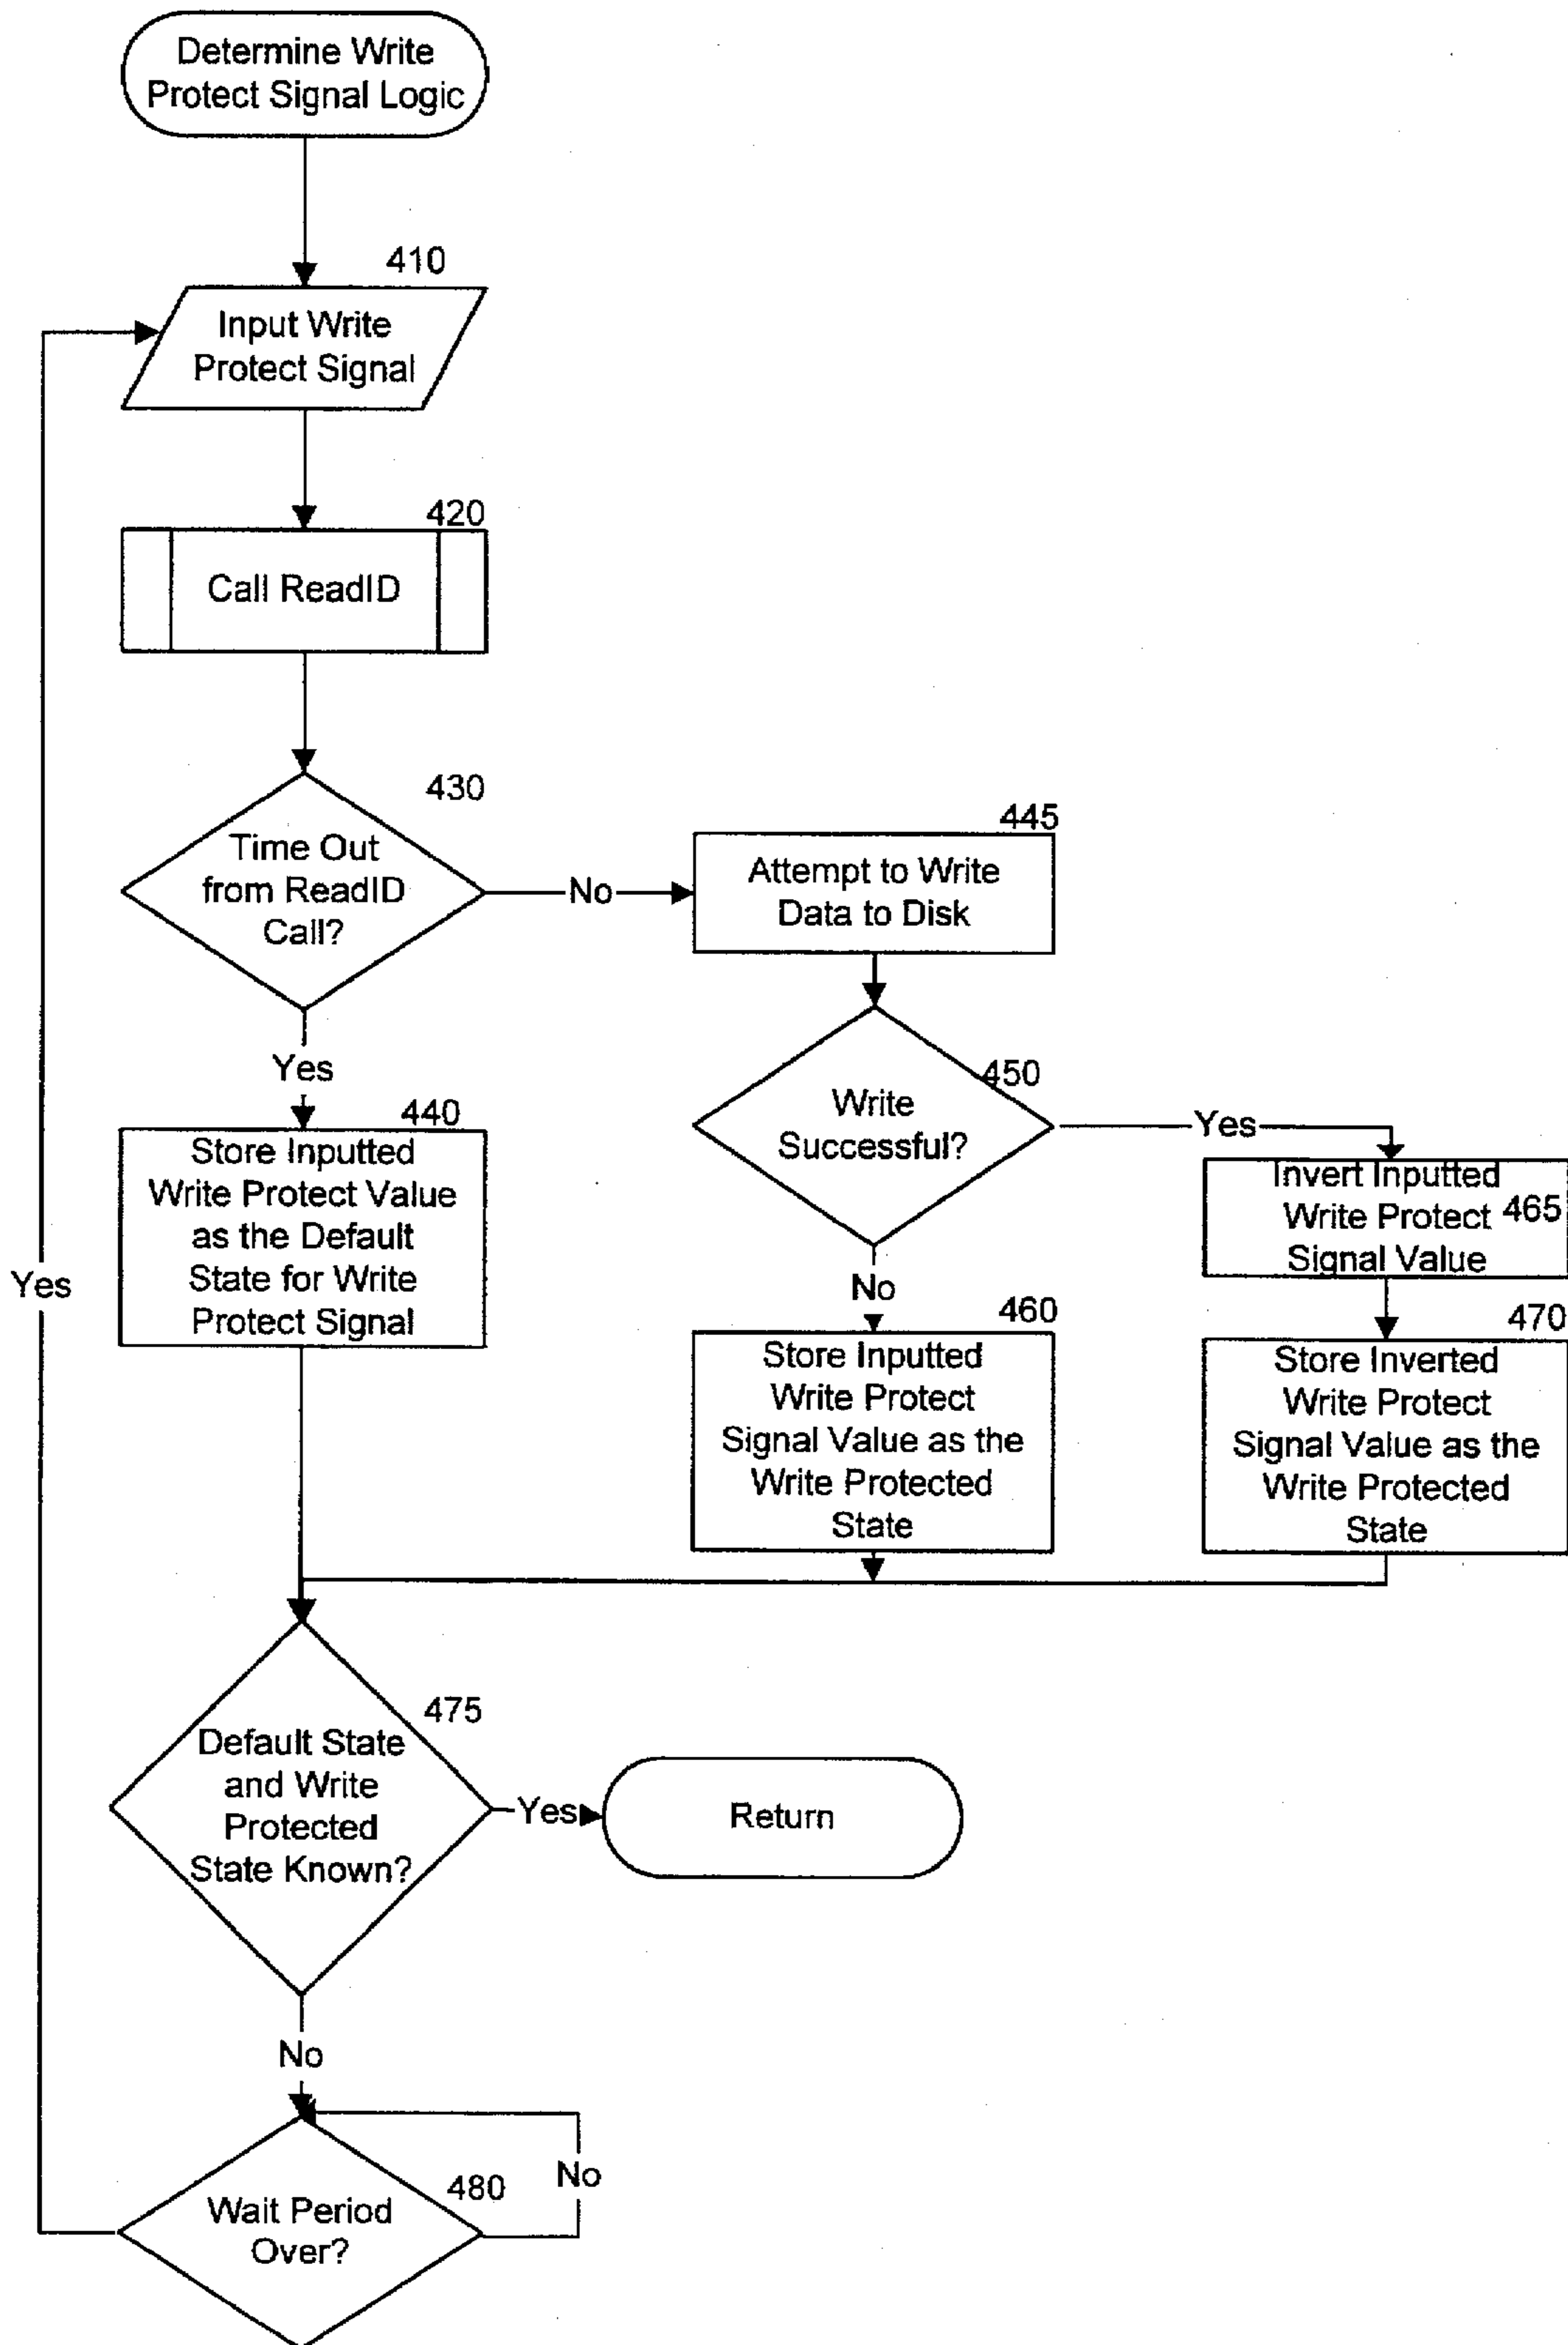 Determine Write
Protect Signal Logic
410
Input Write
Protect Signal
420
Call ReadID
430
Time Out
from ReadID
Call?
No
445
Attempt to Write
Data to Disk
Yes
440
Store Inputted
Write Protect Value
as the Default
State for Write
Protect Signal
450
Write
Successful?
Yes
Invert Inputted
Write Protect 465
Signal Value
No
460
Store Inputted
Write Protect
Signal Value as the
Write Protected
State
470
Store Inverted
Write Protect
Signal Value as the
Write Protected
State
Yes
475
Default State
and Write
Protected
State Known?
Yes
Return
No
480
Wait Period
Over?
No